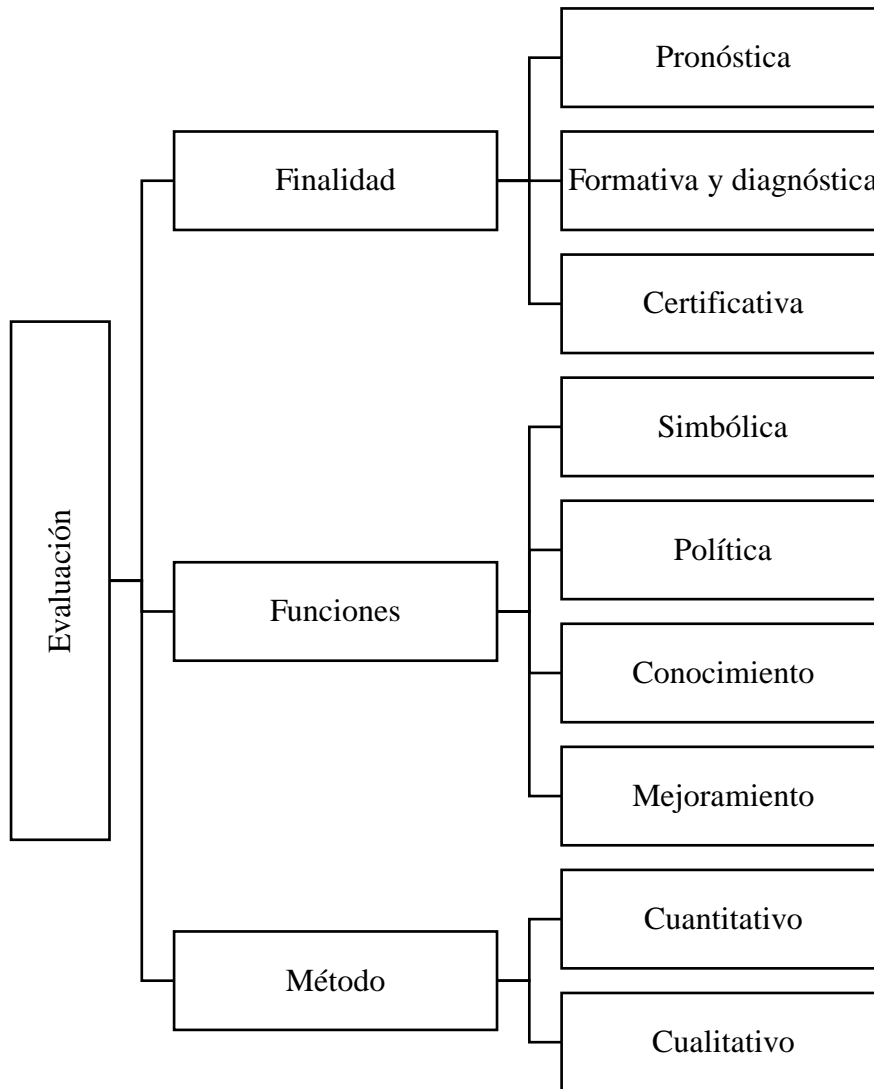 Evaluación
Finalidad
Pronóstica
Formativa y diagnóstica
Certificativa
Funciones
Simbólica
Política
Conocimiento
Mejoramiento
Método
Cuantitativo
Cualitativo